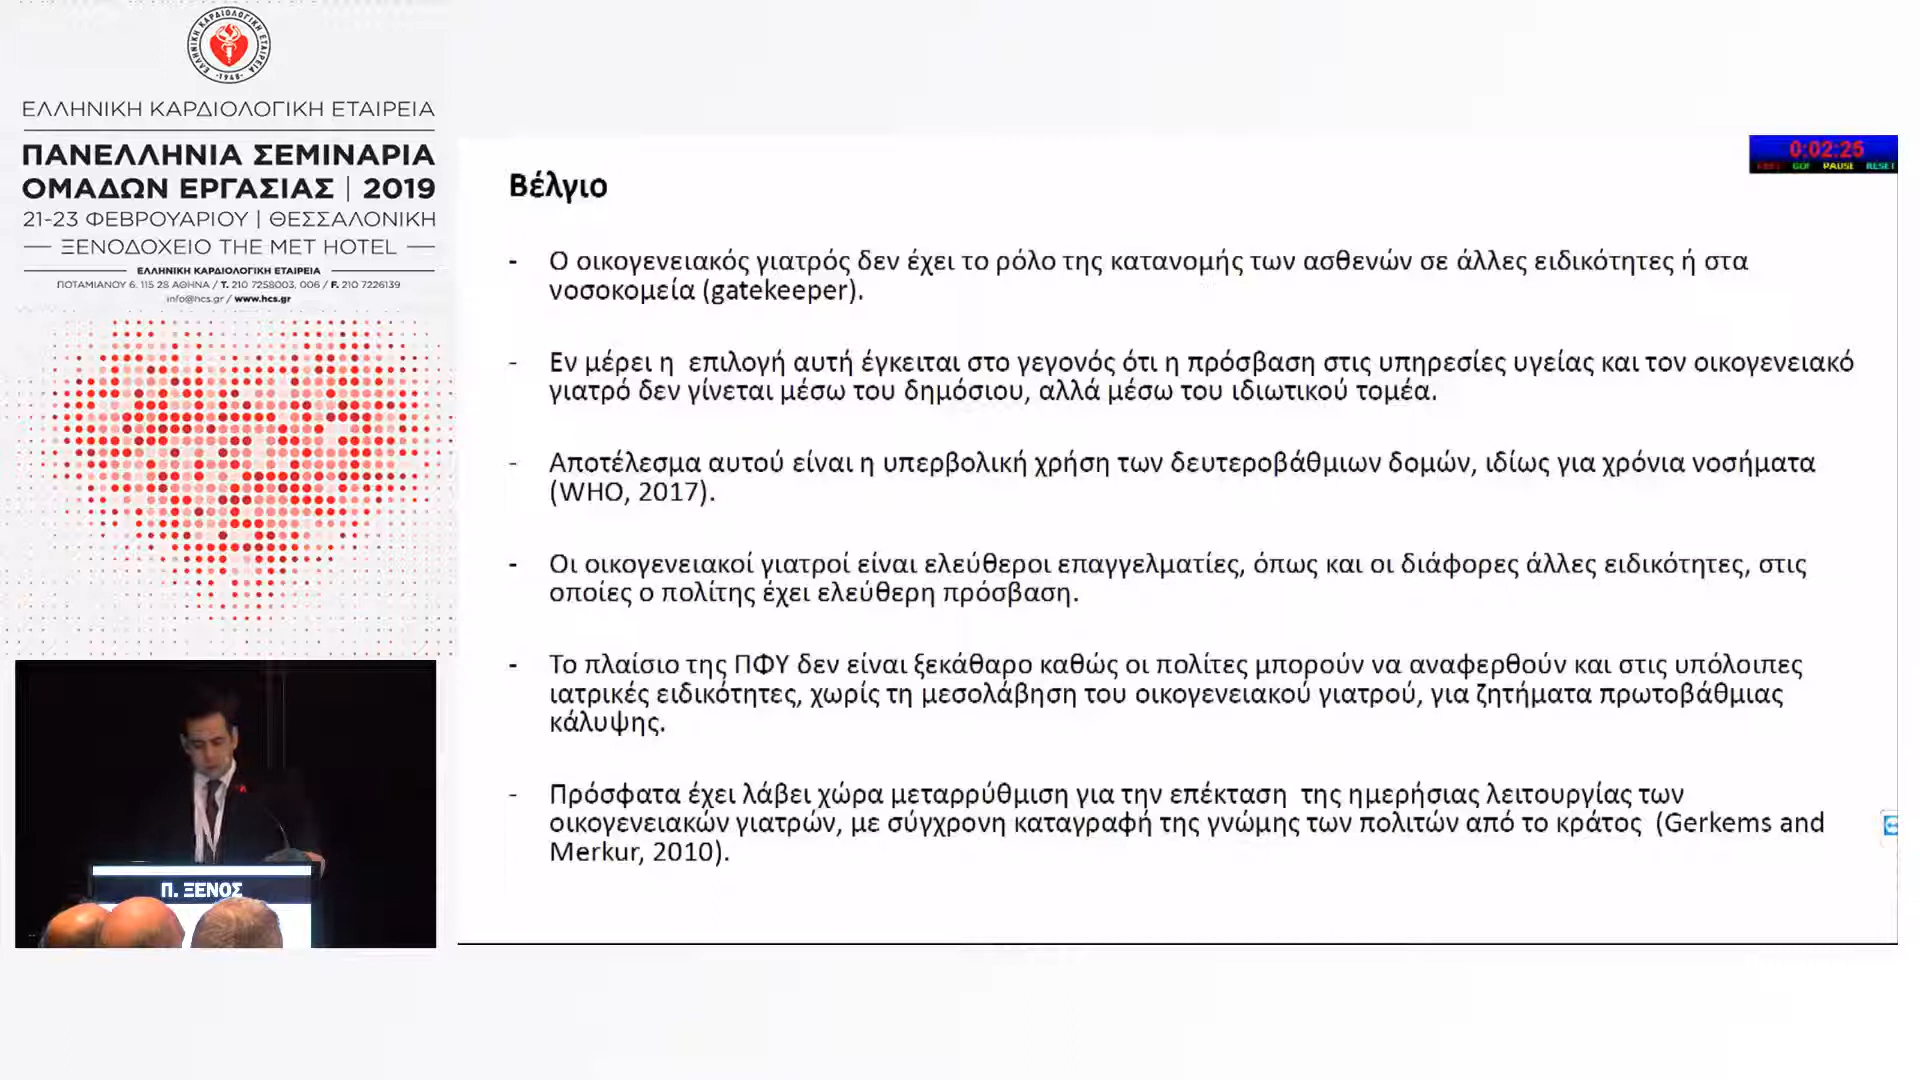 ΕΛΛΗΝΙΚΗ ΚΑΡΔΙΟΛΟΓΙΚΗ ΕΤΑΙΡΕΙΑ
·1948·
ΕΛΛΗΝΙΚΗ ΚΑΡΔΙΟΛΟΓΙΚΗ ΕΤΑΙΡΕΙΑ
ΠΑΝΕΛΛΗΝΙΑ ΣΕΜΙΝΑΡΙΑ
ΟΜΑΔΩΝ ΕΡΓΑΣΙΑΣ | 2019
21-23 ΦΕΒΡΟΥΑΡΙΟΥ | ΘΕΣΣΑΛΟΝΙΚΗ
ΞΕΝΟΔΟΧΕΙΟ THE MET HOTEL
ΕΛΛΗΝΙΚΗ ΚΑΡΔΙΟΛΟΓΙΚΗ ΕΤΑΙΡΕΙΑ
ΠΟΤΑΜΙΑΝΟΥ 6. 115 28 ΑΘΗΝΑ / T. 210 7258003, 006 / F. 210 7226139
info@hcs.gr / www.hcs.gr
Π. ΞΕΝΟΣ
0:02:25
GO! PAUSE RESET
Βέλγιο
- Ο οικογενειακός γιατρός δεν έχει το ρόλο της κατανομής των ασθενών σε άλλες ειδικότητες ή στα
νοσοκομεία (gatekeeper).
- Εν μέρει η επιλογή αυτή έγκειται στο γεγονός ότι η πρόσβαση στις υπηρεσίες υγείας και τον οικογενειακό
γιατρό δεν γίνεται μέσω του δημόσιου, αλλά μέσω του ιδιωτικού τομέα.
- Αποτέλεσμα αυτού είναι η υπερβολική χρήση των δευτεροβάθμιων δομών, ιδίως για χρόνια νοσήματα
(WHO, 2017).
- Οι οικογενειακοί γιατροί είναι ελεύθεροι επαγγελματίες, όπως και οι διάφορες άλλες ειδικότητες, στις
οποίες ο πολίτης έχει ελεύθερη πρόσβαση.
- Το πλαίσιο της ΠΦΥ δεν είναι ξεκάθαρο καθώς οι πολίτες μπορούν να αναφερθούν και στις υπόλοιπες
ιατρικές ειδικότητες, χωρίς τη μεσολάβηση του οικογενειακού γιατρού, για ζητήματα πρωτοβάθμιας
κάλυψης.
- Πρόσφατα έχει λάβει χώρα μεταρρύθμιση για την επέκταση της ημερήσιας λειτουργίας των
οικογενειακών γιατρών, με σύγχρονη καταγραφή της γνώμης των πολιτών από το κράτος (Gerkems and
Merkur, 2010).